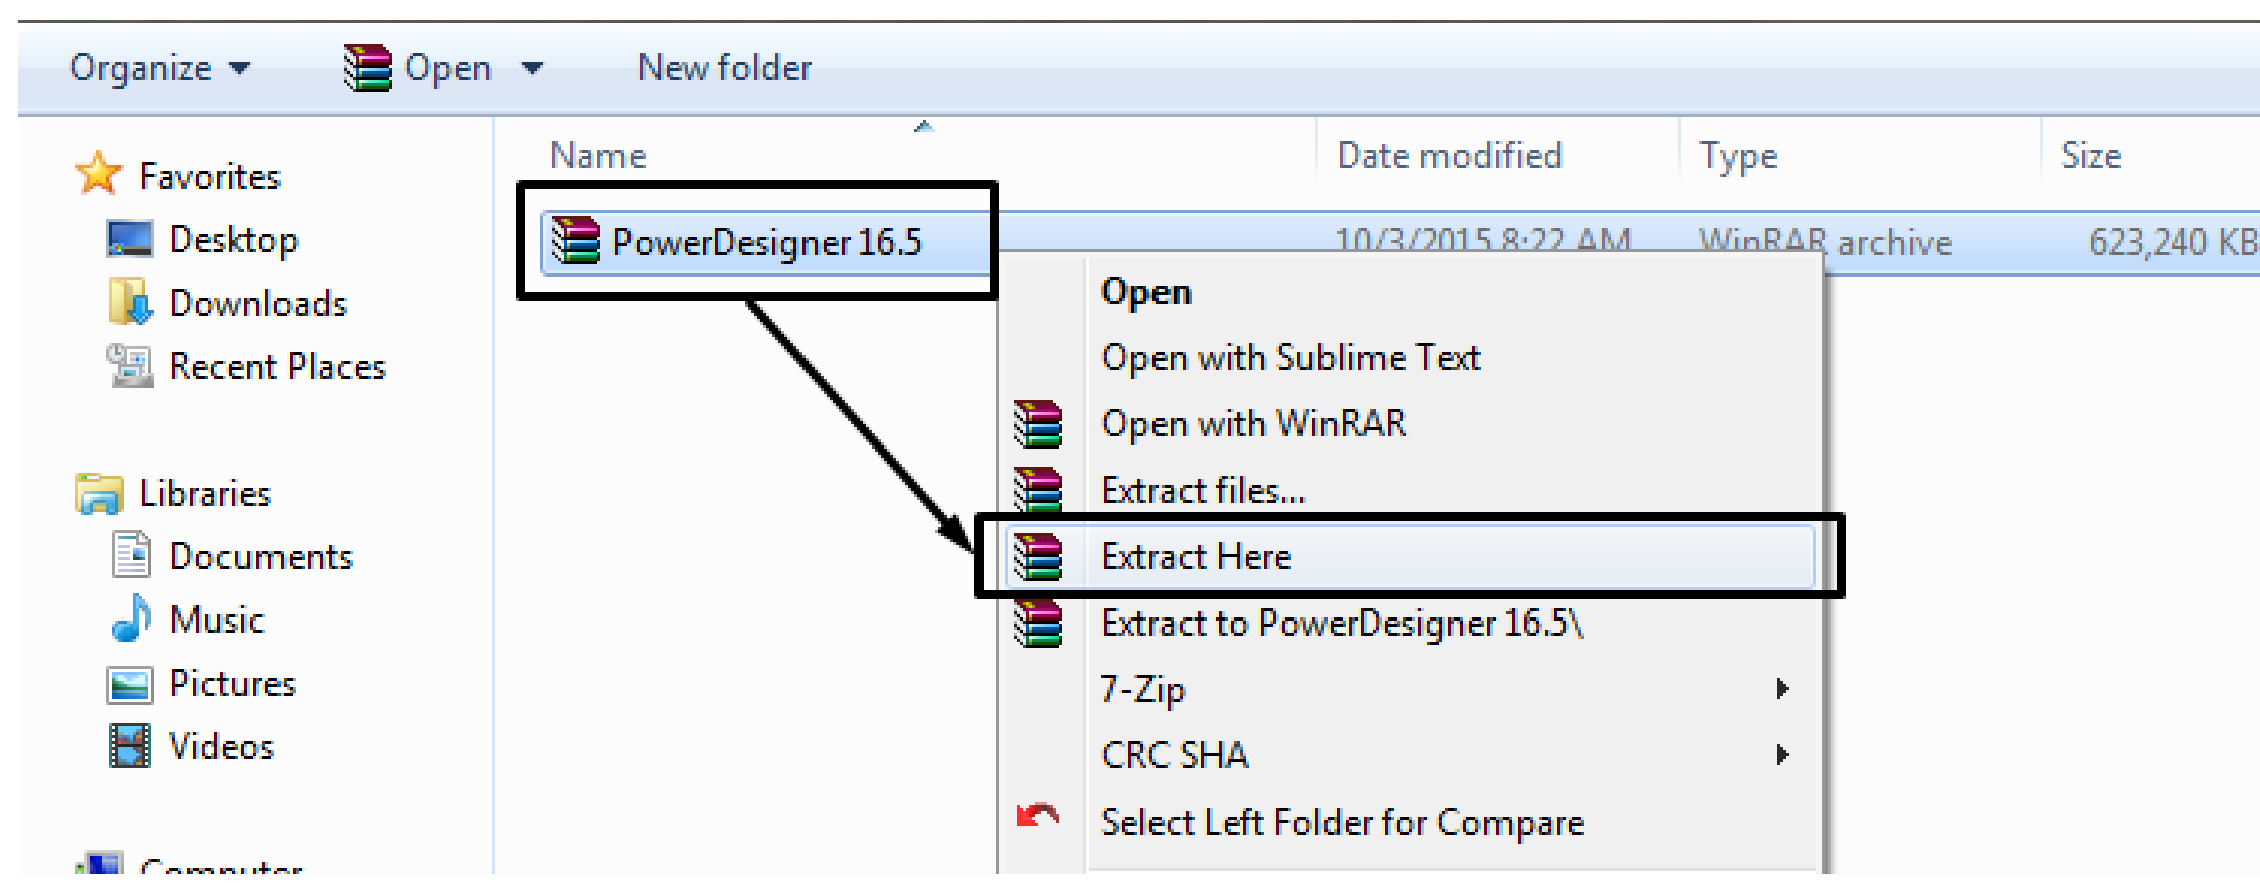 Organize Open New folder
Name Date modified Type Size
Favorites
Desktop
Downloads
Recent Places
Libraries
Documents
Music
Pictures
Videos
Computer
PowerDesigner 16.5 10/3/2015 8:22 AM WinRAR archive 623,240 KB
Open
Open with Sublime Text
Open with WinRAR
Extract files...
Extract Here
Extract to PowerDesigner 16.5\
7-Zip
CRC SHA
Select Left Folder for Compare